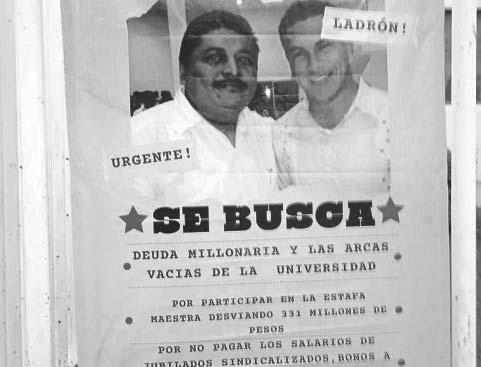 LADRÓN!
URGENTE!
SE BUSCA
DEUDA MILLONARIA Y LAS ARCAS
VACIAS DE LA UNIVERSIDAD
POR PARTICIPAR EN LA ESTAFA
MAESTRA DESVIANDO 331 MILLONES DE
PESOS
POR NO PAGAR LOS SALARIOS DE
JUBILADOS SINDICALIZADOS, BONOS A